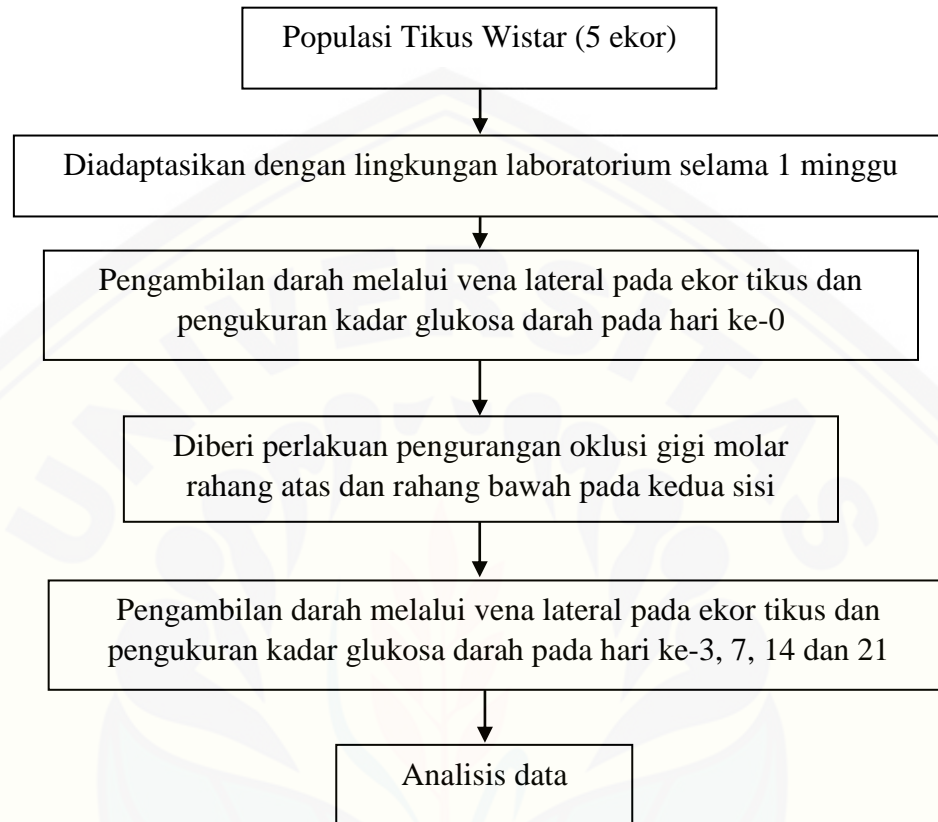 Populasi Tikus Wistar (5 ekor)
Diadaptasikan dengan lingkungan laboratorium selama 1 minggu
Pengambilan darah melalui vena lateral pada ekor tikus dan
pengukuran kadar glukosa darah pada hari ke-0
Diberi perlakuan pengurangan oklusi gigi molar
rahang atas dan rahang bawah pada kedua sisi
Pengambilan darah melalui vena lateral pada ekor tikus dan
pengukuran kadar glukosa darah pada hari ke-3, 7, 14 dan 21
Analisis data
UNIVERSITAS